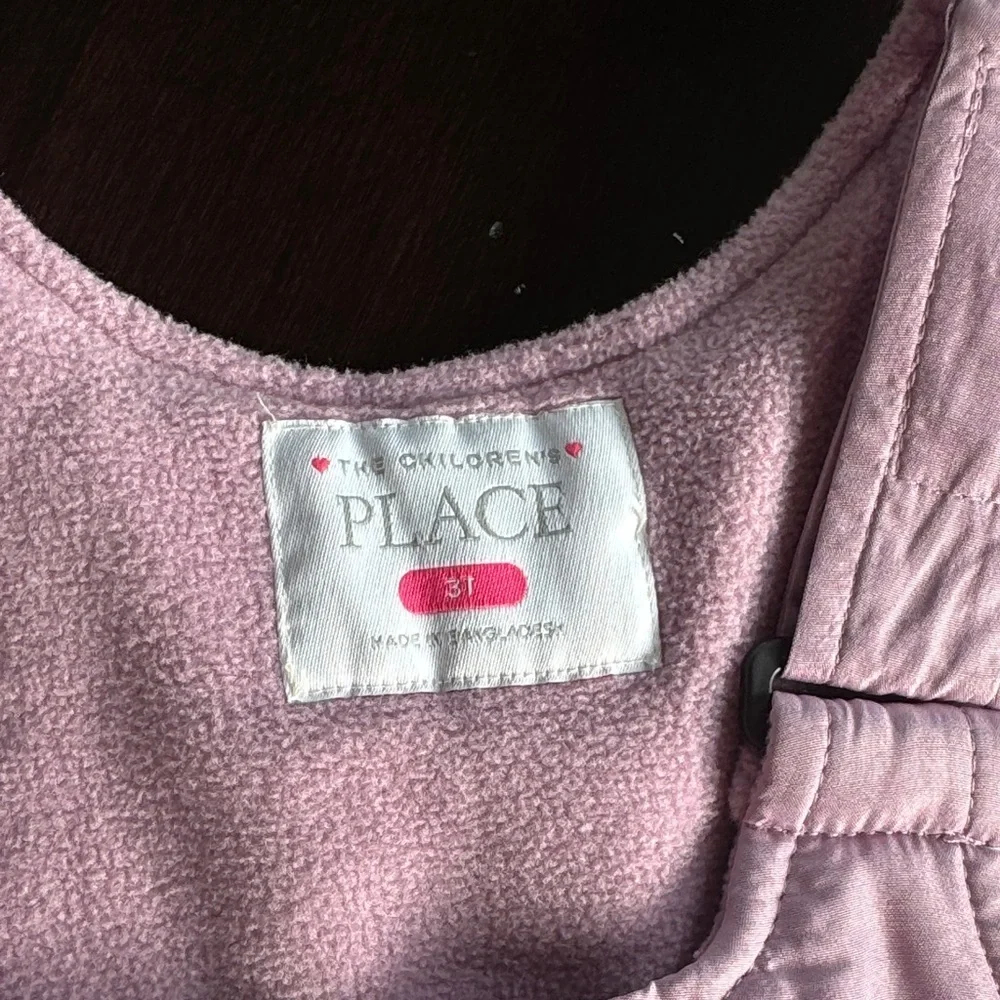 THE CHILDREN'S
PLACE
3T
MADE IN BANGLADESH